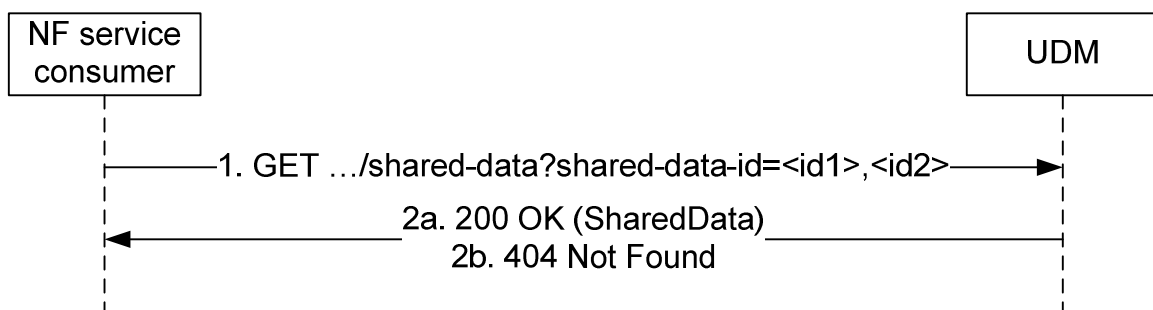 NF service
consumer
UDM
1. GET …/shared-data?shared-data-id=<id1>,<id2>
2a. 200 OK (SharedData)
2b. 404 Not Found